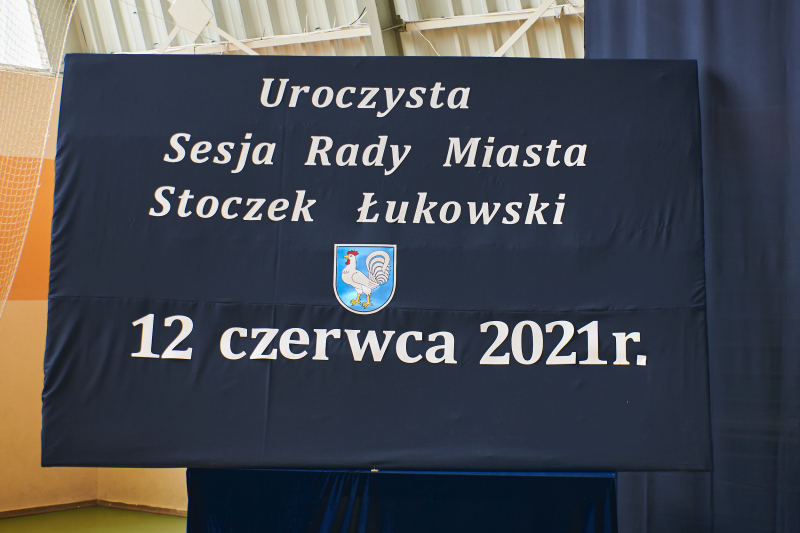 Uroczysta
Sesja Rady Miasta
Stoczek Łukowski
12 czerwca 2021r.